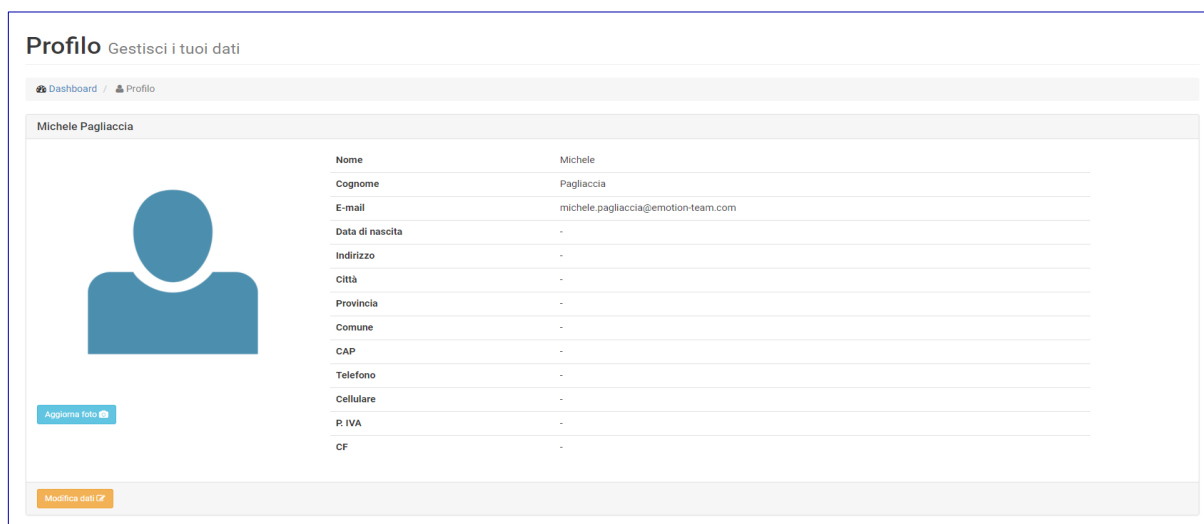 Profilo Gestisci i tuoi dati
Dashboard / Profilo
Michele Pagliaccia
Nome Michele
Cognome Pagliaccia
E-mail michele.pagliaccia@emotion-team.com
Data di nascita -
Indirizzo -
Città -
Provincia -
Comune -
CAP -
Telefono -
Cellulare -
P. IVA -
CF -
Aggiorna foto
Modifica dati